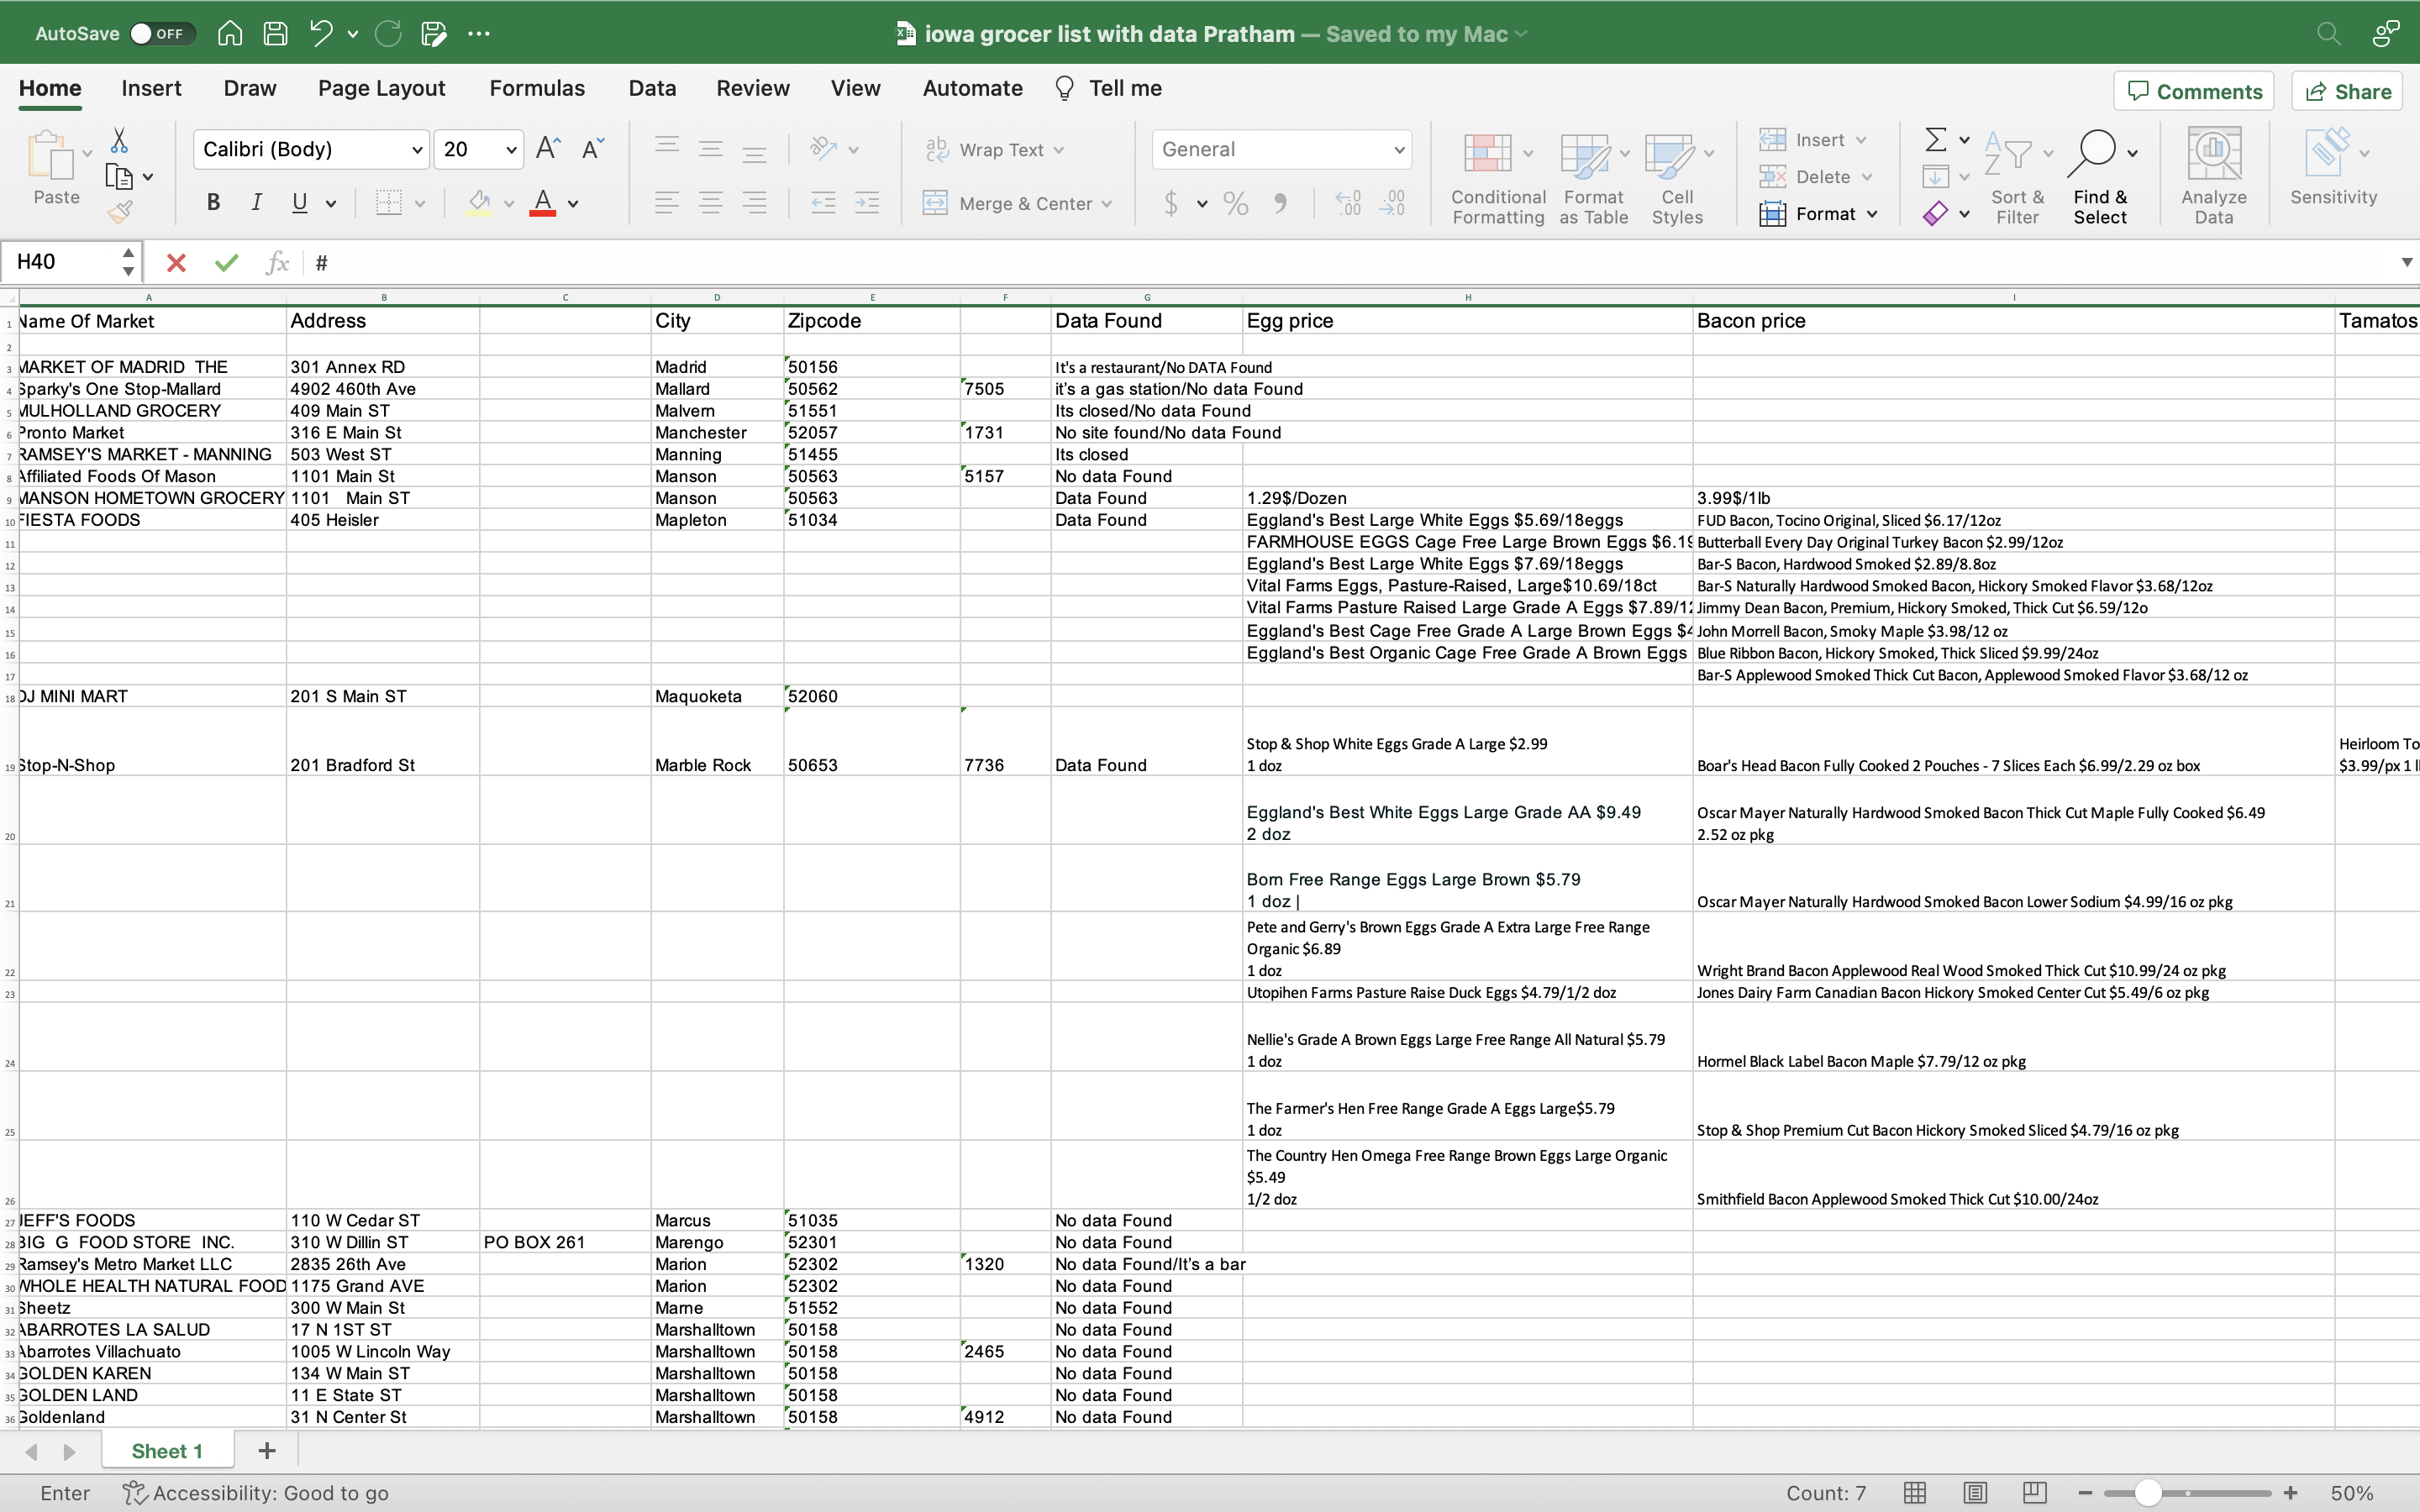 AutoSave OFF iowa grocer list with data Pratham — Saved to my Mac
Home Insert Draw Page Layout Formulas Data Review View Automate Tell me Comments Share
Paste Calibri (Body) 20 A A ab Wrap Text General Insert Σ
B I U A Merge & Center $ % Conditional Formatting Format as Table Cell Styles Delete Format Sort & Filter Find & Select Analyze Data Sensitivity
H40 fx #
A B C D E F G H I
1 Name Of Market Address City Zipcode Data Found Egg price Bacon price Tamatos
2
3 MARKET OF MADRID THE 301 Annex RD Madrid 50156 It's a restaurant/No DATA Found
4 Sparky's One Stop-Mallard 4902 460th Ave Mallard 50562 7505 it's a gas station/No data Found
5 MULHOLLAND GROCERY 409 Main ST Malvern 51551 Its closed/No data Found
6 Pronto Market 316 E Main St Manchester 52057 1731 No site found/No data Found
7 RAMSEY'S MARKET - MANNING 503 West ST Manning 51455 Its closed
8 Affiliated Foods Of Mason 1101 Main St Manson 50563 5157 No data Found
9 MANSON HOMETOWN GROCERY 1101 Main ST Manson 50563 Data Found 1.29$/Dozen 3.99$/1lb
10 FIESTA FOODS 405 Heisler Mapleton 51034 Data Found Eggland's Best Large White Eggs $5.69/18eggs FUD Bacon, Tocino Original, Sliced $6.17/12oz
11 FARMHOUSE EGGS Cage Free Large Brown Eggs $6.19 Butterball Every Day Original Turkey Bacon $2.99/12oz
12 Eggland's Best Large White Eggs $7.69/18eggs Bar-S Bacon, Hardwood Smoked $2.89/8.8oz
13 Vital Farms Eggs, Pasture-Raised, Large$10.69/18ct Bar-S Naturally Hardwood Smoked Bacon, Hickory Smoked Flavor $3.68/12oz
14 Vital Farms Pasture Raised Large Grade A Eggs $7.89/12 Jimmy Dean Bacon, Premium, Hickory Smoked, Thick Cut $6.59/12o
15 Eggland's Best Cage Free Grade A Large Brown Eggs $4 John Morrell Bacon, Smoky Maple $3.98/12 oz
16 Eggland's Best Organic Cage Free Grade A Brown Eggs Blue Ribbon Bacon, Hickory Smoked, Thick Sliced $9.99/24oz
17 Bar-S Applewood Smoked Thick Cut Bacon, Applewood Smoked Flavor $3.68/12 oz
18 DJ MINI MART 201 S Main ST Maquoketa 52060
Stop & Shop White Eggs Grade A Large $2.99 Heirloom To
19 Stop-N-Shop 201 Bradford St Marble Rock 50653 7736 Data Found 1 doz Boar's Head Bacon Fully Cooked 2 Pouches - 7 Slices Each $6.99/2.29 oz box $3.99/px 1 l
Eggland's Best White Eggs Large Grade AA $9.49 Oscar Mayer Naturally Hardwood Smoked Bacon Thick Cut Maple Fully Cooked $6.49
20 2 doz 2.52 oz pkg
Born Free Range Eggs Large Brown $5.79
21 1 doz | Oscar Mayer Naturally Hardwood Smoked Bacon Lower Sodium $4.99/16 oz pkg
Pete and Gerry's Brown Eggs Grade A Extra Large Free Range
Organic $6.89
22 1 doz Wright Brand Bacon Applewood Real Wood Smoked Thick Cut $10.99/24 oz pkg
23 Utopihen Farms Pasture Raise Duck Eggs $4.79/1/2 doz Jones Dairy Farm Canadian Bacon Hickory Smoked Center Cut $5.49/6 oz pkg
Nellie's Grade A Brown Eggs Large Free Range All Natural $5.79
24 1 doz Hormel Black Label Bacon Maple $7.79/12 oz pkg
The Farmer's Hen Free Range Grade A Eggs Large$5.79
25 1 doz Stop & Shop Premium Cut Bacon Hickory Smoked Sliced $4.79/16 oz pkg
The Country Hen Omega Free Range Brown Eggs Large Organic
$5.49
26 1/2 doz Smithfield Bacon Applewood Smoked Thick Cut $10.00/24oz
27 JEFF'S FOODS 110 W Cedar ST Marcus 51035 No data Found
28 BIG G FOOD STORE INC. 310 W Dillin ST PO BOX 261 Marengo 52301 No data Found
29 Ramsey's Metro Market LLC 2835 26th Ave Marion 52302 1320 No data Found/It's a bar
30 WHOLE HEALTH NATURAL FOOD 1175 Grand AVE Marion 52302 No data Found
31 Sheetz 300 W Main St Marne 51552 No data Found
32 ABARROTES LA SALUD 17 N 1ST ST Marshalltown 50158 No data Found
33 Abarrotes Villachuato 1005 W Lincoln Way Marshalltown 50158 2465 No data Found
34 GOLDEN KAREN 134 W Main ST Marshalltown 50158 No data Found
35 GOLDEN LAND 11 E State ST Marshalltown 50158 No data Found
36 Goldenland 31 N Center St Marshalltown 50158 4912 No data Found
Sheet 1 +
Enter Accessibility: Good to go Count: 7 − + 50%